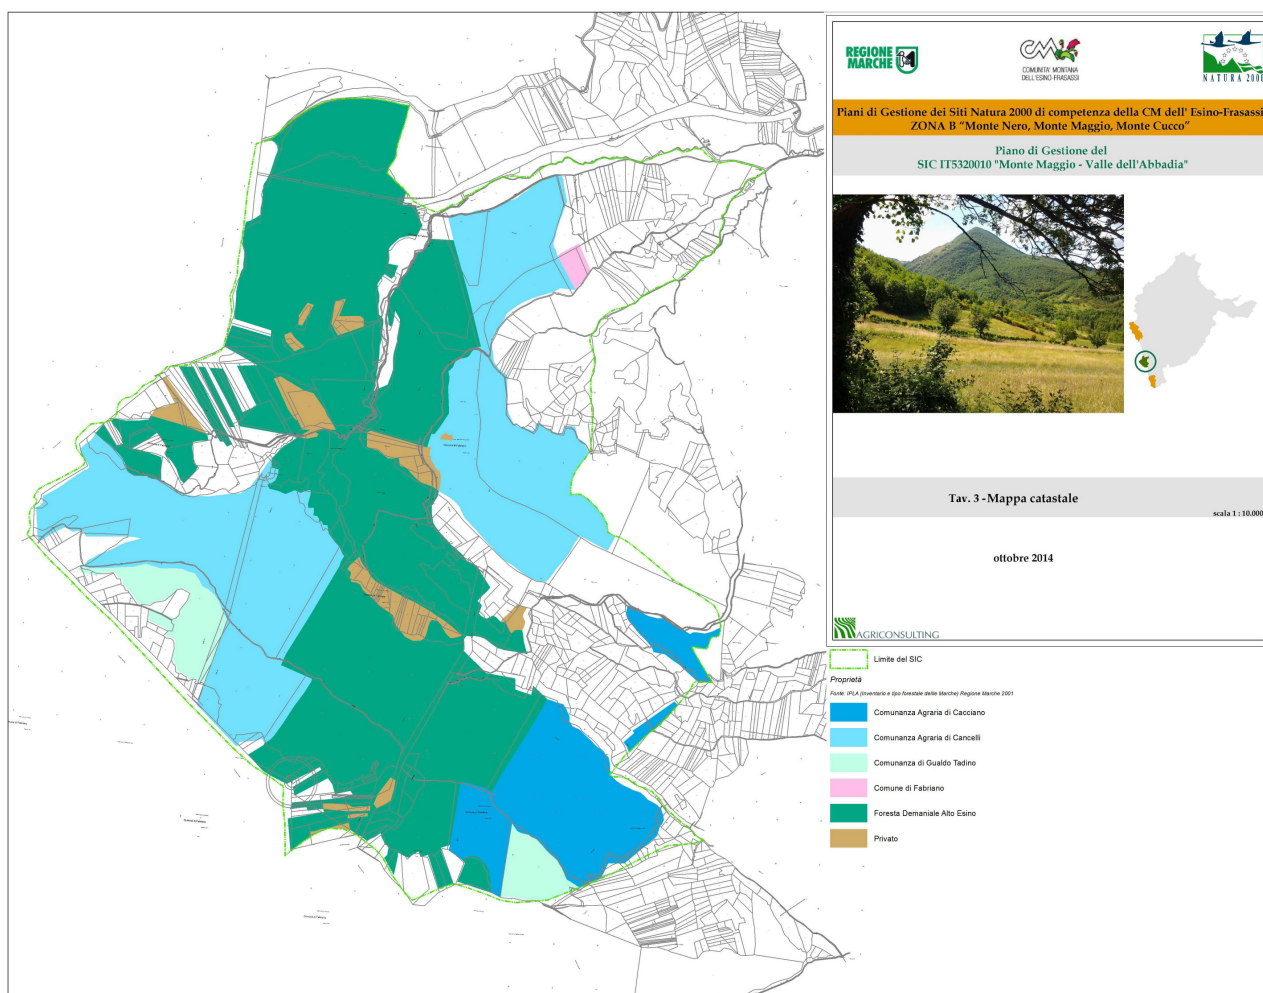 REGIONE
MARCHE
CM
COMUNITA' MONTANA
DELL'ESINO-FRASASSI
NATURA 2000
Piani di Gestione dei Siti Natura 2000 di competenza della CM dell' Esino-Frasassi
ZONA B "Monte Nero, Monte Maggio, Monte Cucco"
Piano di Gestione del
SIC IT5320010 "Monte Maggio - Valle dell'Abbadia"
Tav. 3 - Mappa catastale
scala 1 : 10.000
ottobre 2014
AGRICONSULTING
Limite del SIC
Proprietà
Fonte: IPLA (Inventario e tipo forestale delle Marche) Regione Marche 2001
Comunanza Agraria di Cacciano
Comunanza Agraria di Cancelli
Comunanza di Gualdo Tadino
Comune di Fabriano
Foresta Demaniale Alto Esino
Privato